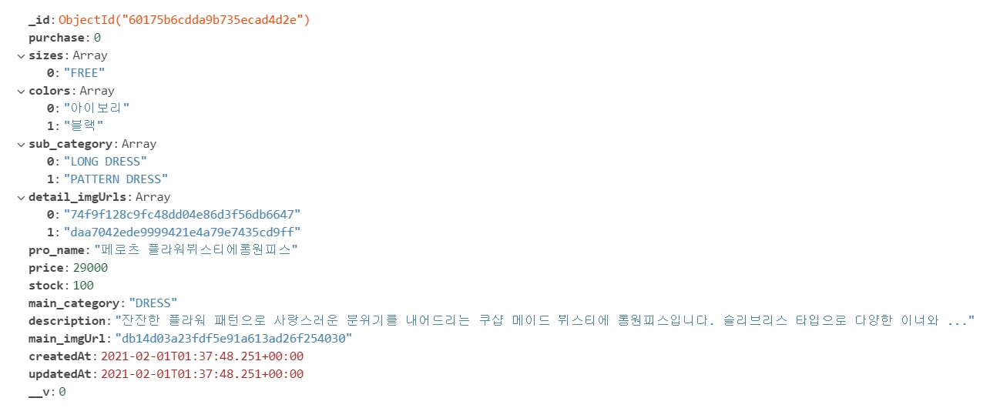 _id: ObjectId("60175b6cdda9b735ecad4d2e")
purchase: 0
sizes: Array
0: "FREE"
colors: Array
0: "아이보리"
1: "블랙"
sub_category: Array
0: "LONG DRESS"
1: "PATTERN DRESS"
detail_imgUrls: Array
0: "74f9f128c9fc48dd04e86d3f56db6647"
1: "daa7042ede9999421e4a79e7435cd9ff"
pro_name: "페로츠 플라워뷔스티에롱원피스"
price: 29000
stock: 100
main_category: "DRESS"
description: "잔잔한 플라워 패턴으로 사랑스러운 분위기를 내어드리는 쿠샵 메이드 뷔스티에 롱원피스입니다. 슬리브리스 타입으로 다양한 이너와 ..."
main_imgUrl: "db14d03a23fdf5e91a613ad26f254030"
createdAt: 2021-02-01T01:37:48.251+00:00
updatedAt: 2021-02-01T01:37:48.251+00:00
__v: 0